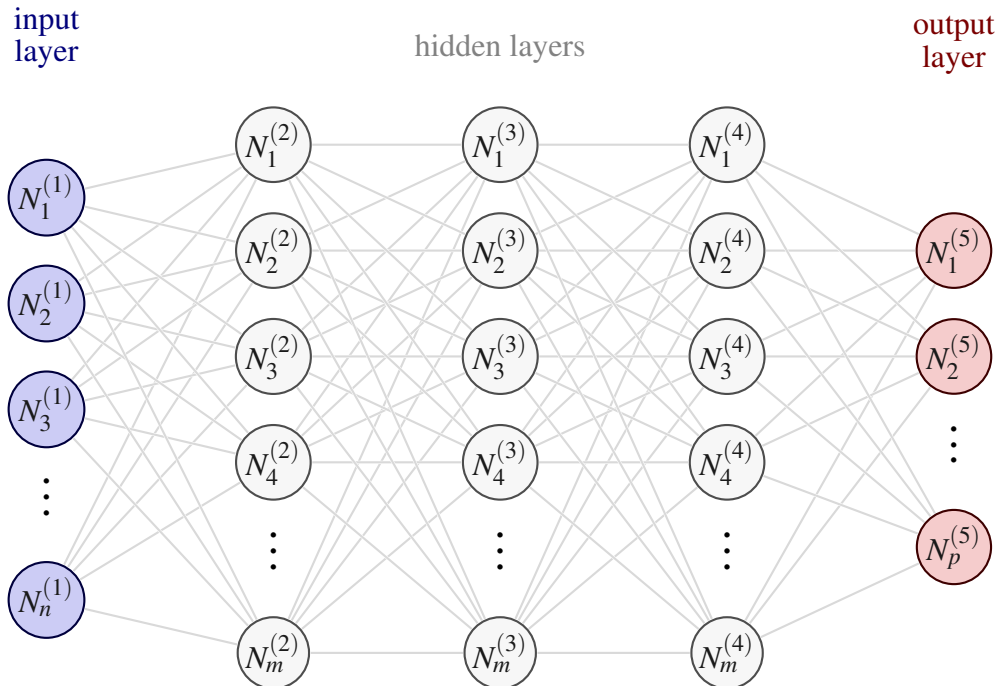 input
layer
hidden layers
output
layer
N_1^{(1)}
N_2^{(1)}
N_3^{(1)}
⋮
N_n^{(1)}
N_1^{(2)}
N_2^{(2)}
N_3^{(2)}
N_4^{(2)}
⋮
N_m^{(2)}
N_1^{(3)}
N_2^{(3)}
N_3^{(3)}
N_4^{(3)}
⋮
N_m^{(3)}
N_1^{(4)}
N_2^{(4)}
N_3^{(4)}
N_4^{(4)}
⋮
N_m^{(4)}
N_1^{(5)}
N_2^{(5)}
⋮
N_p^{(5)}